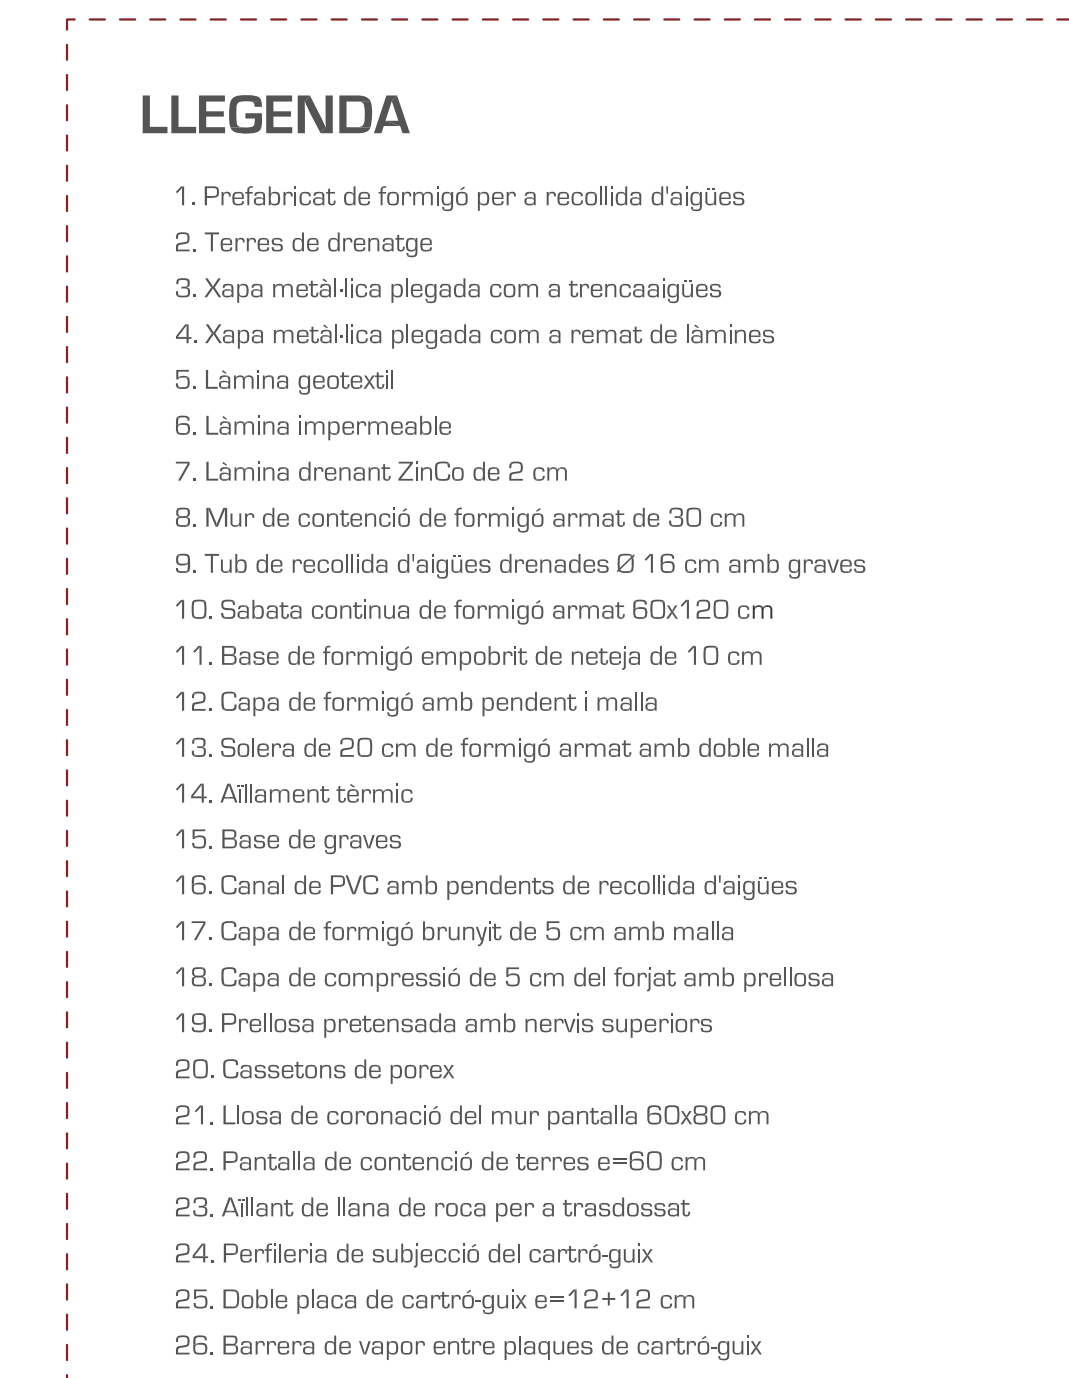 LLEGENDA
1. Prefabricat de formigó per a recollida d'aigües
2. Terres de drenatge
3. Xapa metàl·lica plegada com a trencaaigües
4. Xapa metàl·lica plegada com a remat de làmines
5. Làmina geotextil
6. Làmina impermeable
7. Làmina drenant ZinCo de 2 cm
8. Mur de contenció de formigó armat de 30 cm
9. Tub de recollida d'aigües drenades Ø 16 cm amb graves
10. Sabata continua de formigó armat 60x120 cm
11. Base de formigó empobrit de neteja de 10 cm
12. Capa de formigó amb pendent i malla
13. Solera de 20 cm de formigó armat amb doble malla
14. Aïllament tèrmic
15. Base de graves
16. Canal de PVC amb pendents de recollida d'aigües
17. Capa de formigó brunyit de 5 cm amb malla
18. Capa de compressió de 5 cm del forjat amb prellosa
19. Prellosa pretensada amb nervis superiors
20. Cassetons de porex
21. Llosa de coronació del mur pantalla 60x80 cm
22. Pantalla de contenció de terres e=60 cm
23. Aïllant de llana de roca per a trasdossat
24. Perfileria de subjecció del cartró-guix
25. Doble placa de cartró-guix e=12+12 cm
26. Barrera de vapor entre plaques de cartró-guix